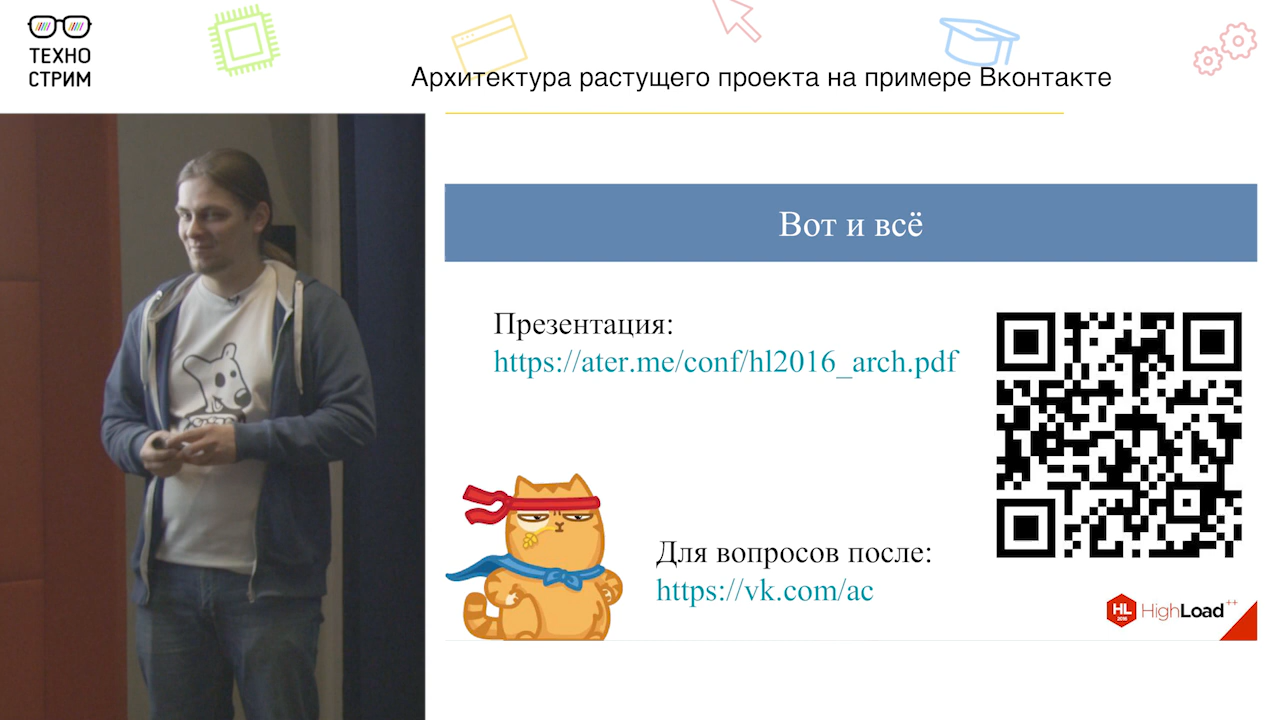 ТЕХНО
СТРИМ
Архитектура растущего проекта на примере Вконтакте
Вот и всё
Презентация:
https://ater.me/conf/hl2016_arch.pdf
Для вопросов после:
https://vk.com/ac
HL
2016
HighLoad++